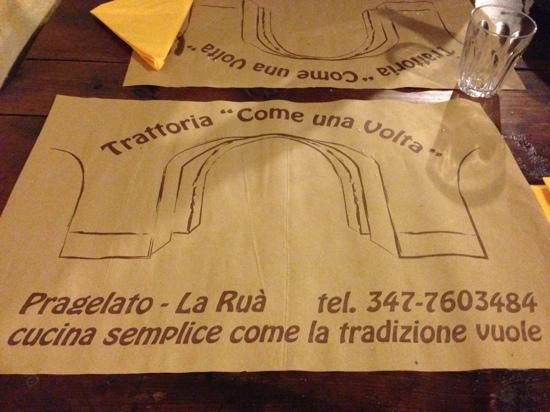 Trattoria "Come una Volta"
Trattoria "Come una Volta"
Pragelato - La Ruà tel. 347-7603484
cucina semplice come la tradizione vuole